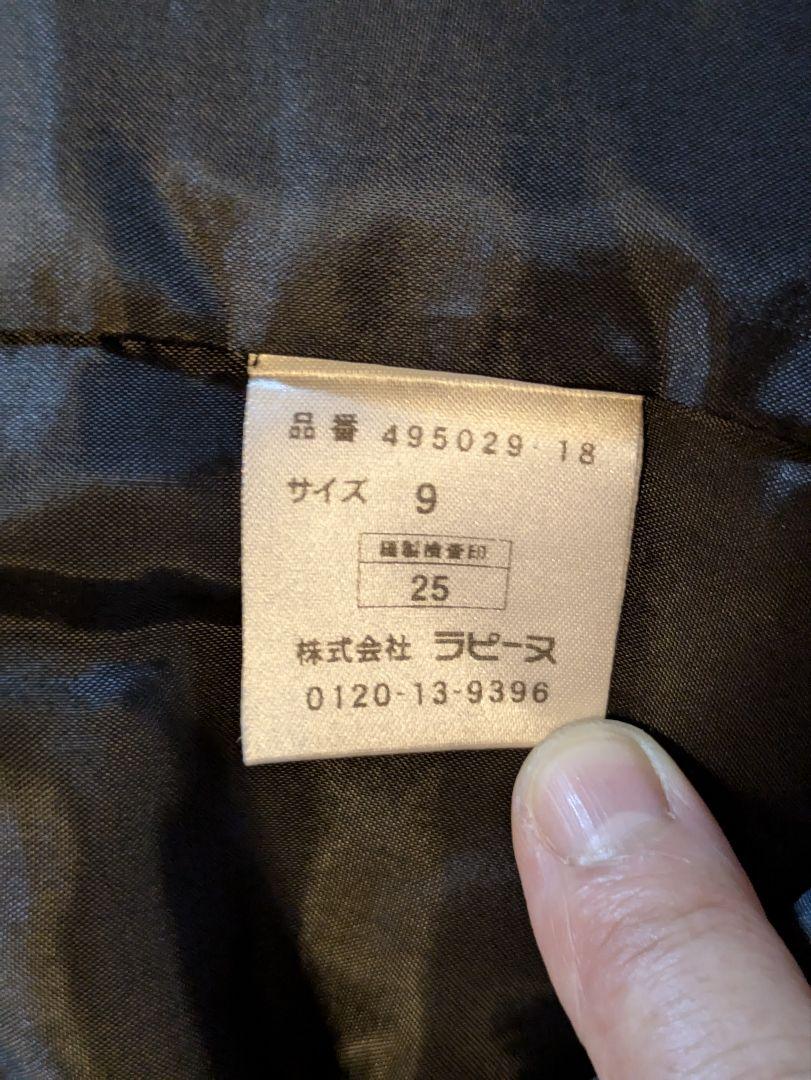 品番 495029-18
サイズ 9
縫製検査印
25
株式会社 ラピーヌ
0120-13-9396